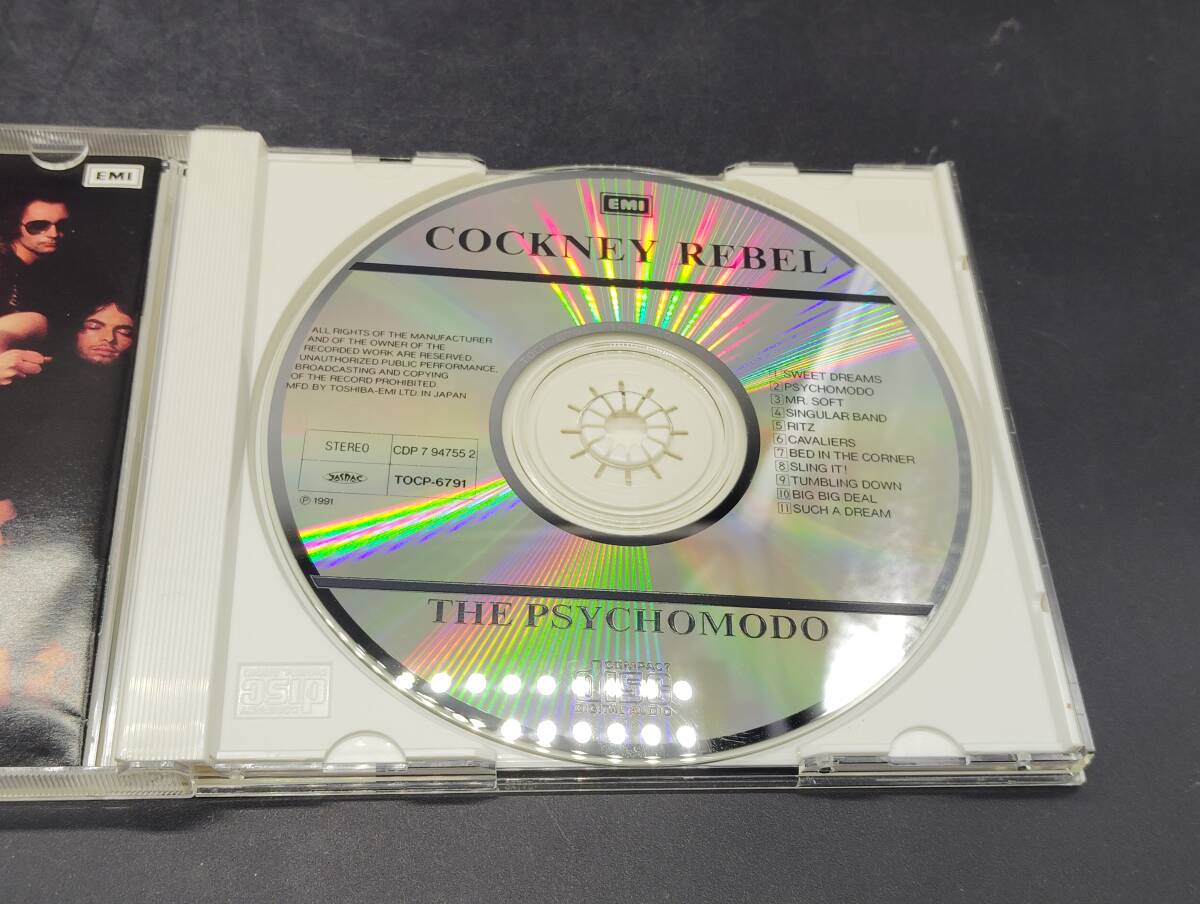 EMI
EMI
COCKNEY REBEL
ALL RIGHTS OF THE MANUFACTURER
AND OF THE OWNER OF THE
RECORDED WORK ARE RESERVED.
UNAUTHORIZED PUBLIC PERFORMANCE,
BROADCASTING AND COPYING
OF THE RECORD PROHIBITED.
MFD. BY TOSHIBA-EMI LTD. IN JAPAN
STEREO
CDP 7 94755 2
JASRAC
TOCP-6791
Ⓟ 1991
1 SWEET DREAMS
2 PSYCHOMODO
3 MR. SOFT
4 SINGULAR BAND
5 RITZ
6 CAVALIERS
7 BED IN THE CORNER
8 SLING IT!
9 TUMBLING DOWN
10 BIG BIG DEAL
11 SUCH A DREAM
THE PSYCHOMODO
COMPACT
disc
DIGITAL AUDIO
disc